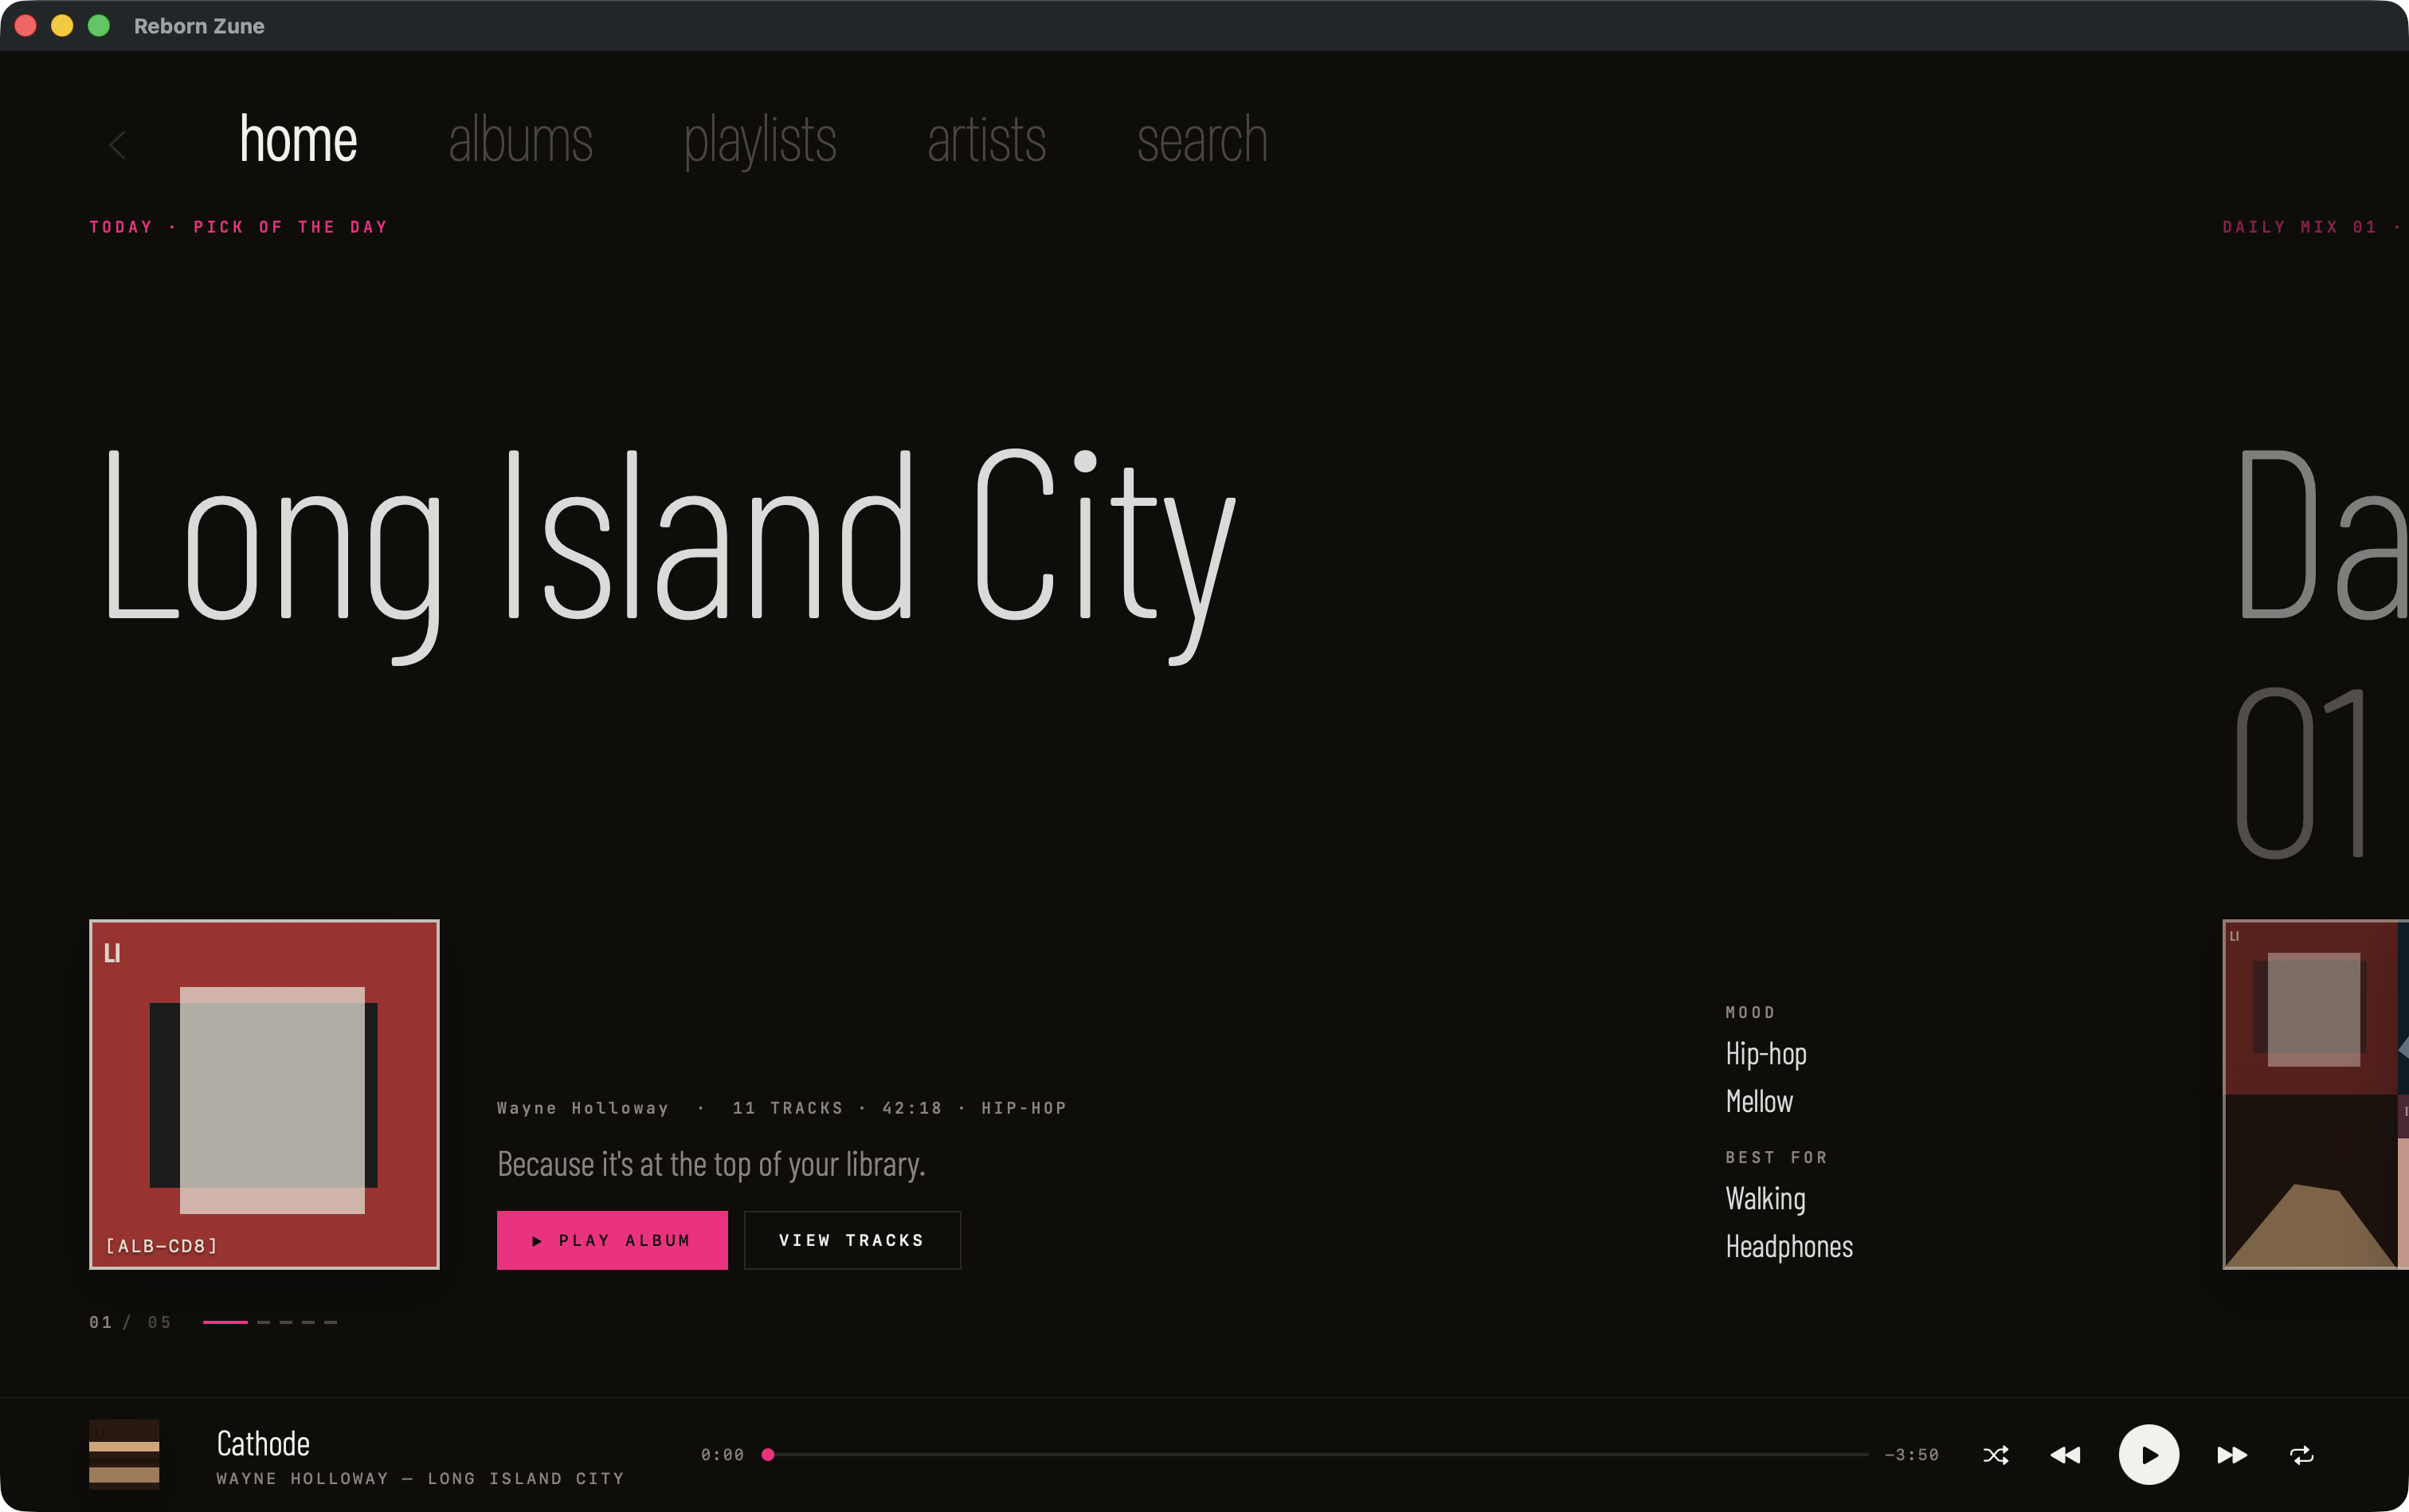 Reborn Zune
home albums playlists artists search
TODAY · PICK OF THE DAY
DAILY MIX 01 ·
Long Island City
Da
01
LI
[ALB–CD8]
LI
Wayne Holloway · 11 TRACKS · 42:18 · HIP-HOP
Because it's at the top of your library.
▶ PLAY ALBUM
VIEW TRACKS
MOOD
Hip-hop
Mellow
BEST FOR
Walking
Headphones
01 / 05
Cathode
WAYNE HOLLOWAY — LONG ISLAND CITY
0:00
–3:50